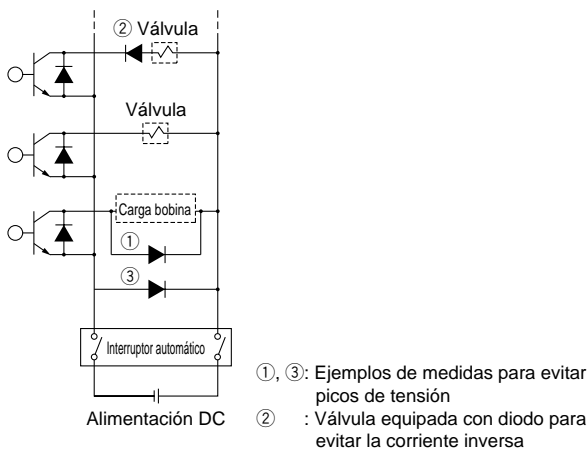 ② Válvula
Válvula
Carga bobina
①
③
Interruptor automático
Alimentación DC
①, ③: Ejemplos de medidas para evitar
picos de tensión
② : Válvula equipada con diodo para
evitar la corriente inversa